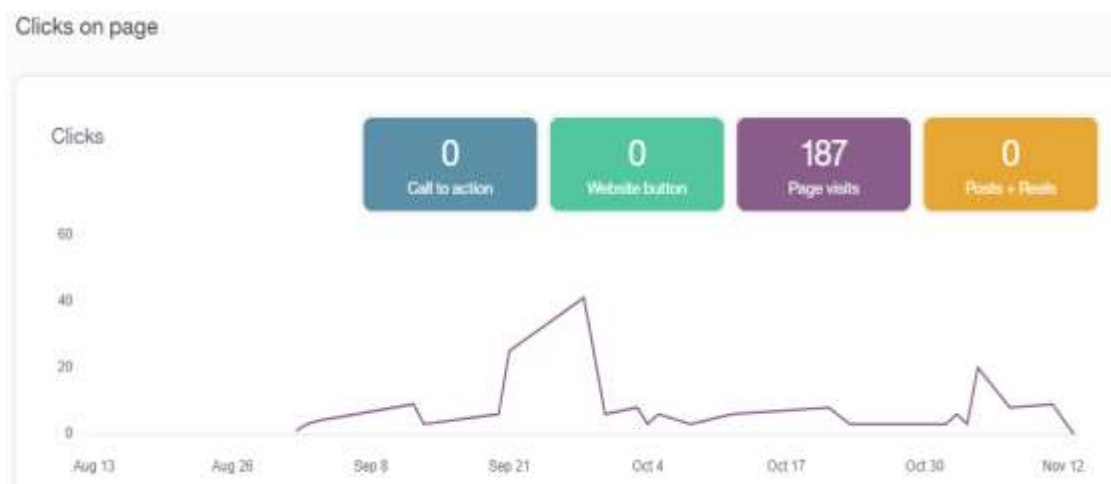 Clicks on page
Clicks
0
Call to action
0
Website button
187
Page visits
0
Posts + Reels
60
40
20
0
Aug 13 Aug 26 Sep 8 Sep 21 Oct 4 Oct 17 Oct 30 Nov 12